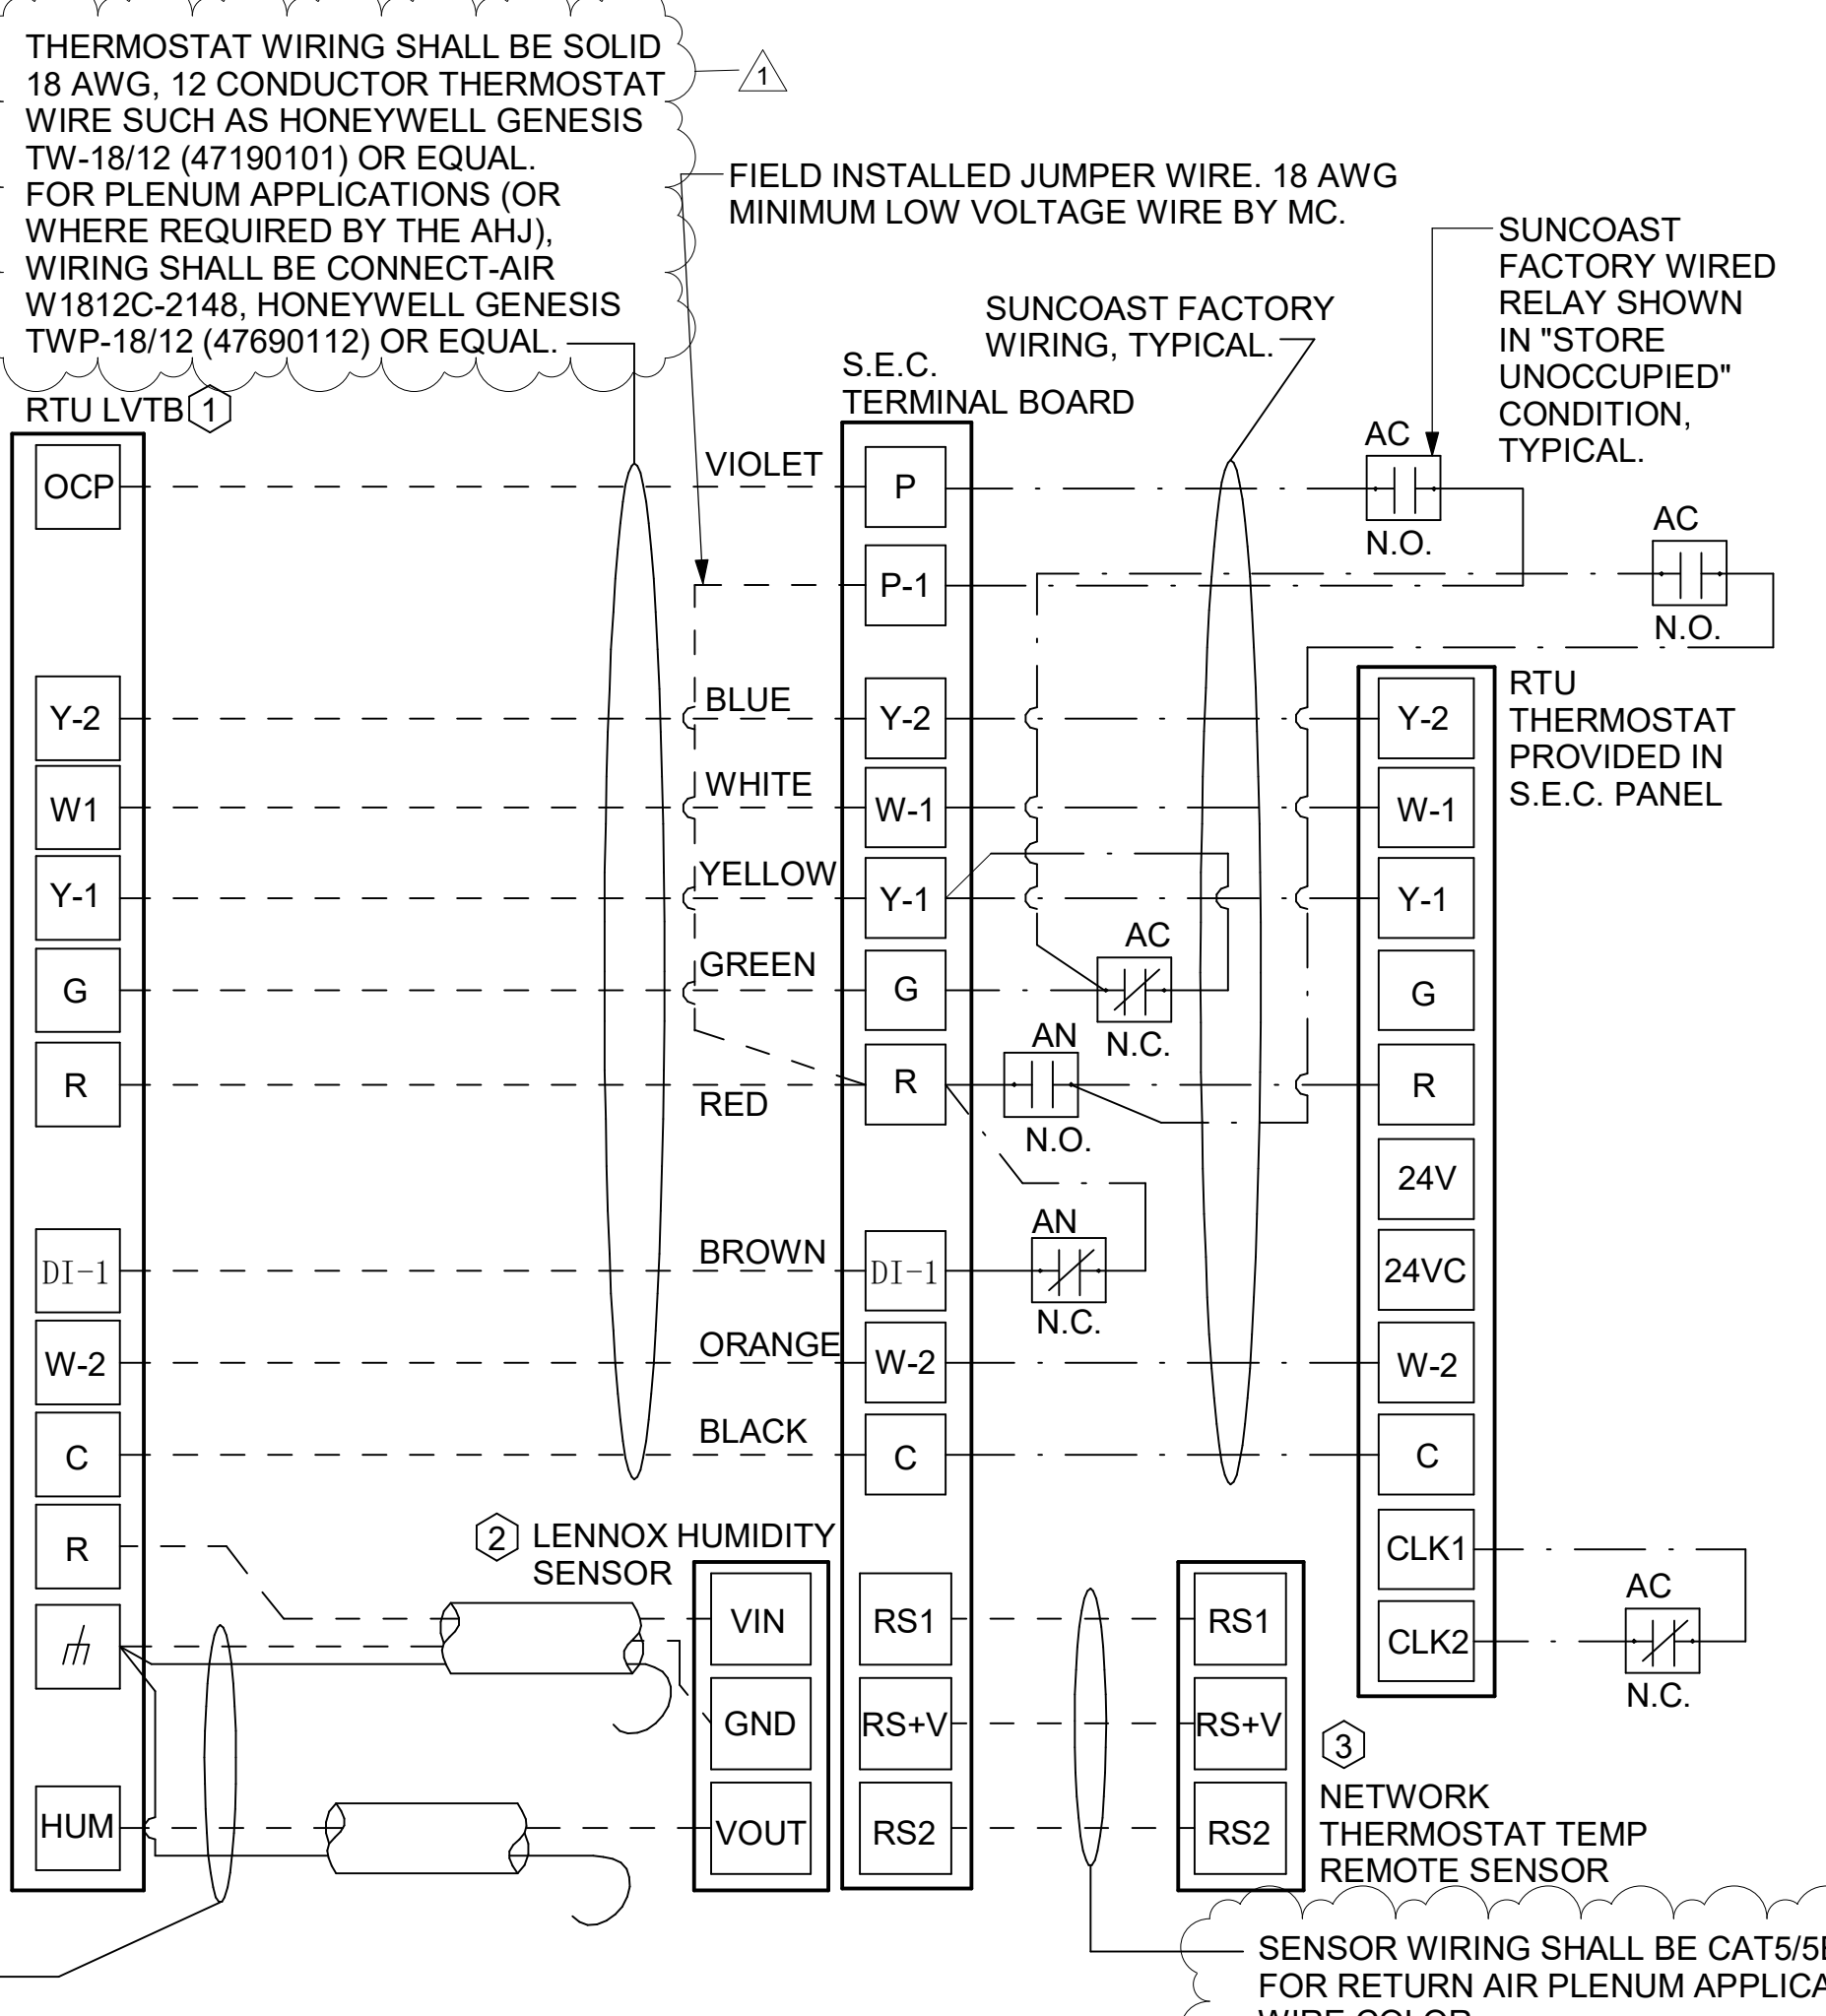 THERMOSTAT WIRING SHALL BE SOLID
18 AWG, 12 CONDUCTOR THERMOSTAT
WIRE SUCH AS HONEYWELL GENESIS
TW-18/12 (47190101) OR EQUAL.
FOR PLENUM APPLICATIONS (OR
WHERE REQUIRED BY THE AHJ),
WIRING SHALL BE CONNECT-AIR
W1812C-2148, HONEYWELL GENESIS
TWP-18/12 (47690112) OR EQUAL.
1
FIELD INSTALLED JUMPER WIRE. 18 AWG
MINIMUM LOW VOLTAGE WIRE BY MC.
SUNCOAST
FACTORY WIRED
RELAY SHOWN
IN "STORE
UNOCCUPIED"
CONDITION,
TYPICAL.
SUNCOAST FACTORY
WIRING, TYPICAL.
RTU LVTB 1
OCP
Y-2
W1
Y-1
G
R
DI-1
W-2
C
R
HUM
VIOLET
BLUE
WHITE
YELLOW
GREEN
RED
BROWN
ORANGE
BLACK
S.E.C.
TERMINAL BOARD
P
P-1
Y-2
W-1
Y-1
G
R
DI-1
W-2
C
RS1
RS+V
RS2
AC
N.O.
AC
N.O.
AC
N.C.
AN
N.O.
AN
N.C.
RTU
THERMOSTAT
PROVIDED IN
S.E.C. PANEL
Y-2
W-1
Y-1
G
R
24V
24VC
W-2
C
CLK1
CLK2
AC
N.C.
2 LENNOX HUMIDITY
SENSOR
VIN
GND
VOUT
RS1
RS+V
RS2
3
NETWORK
THERMOSTAT TEMP
REMOTE SENSOR
SENSOR WIRING SHALL BE CAT5/5E
FOR RETURN AIR PLENUM APPLICA
WIRE COLOR